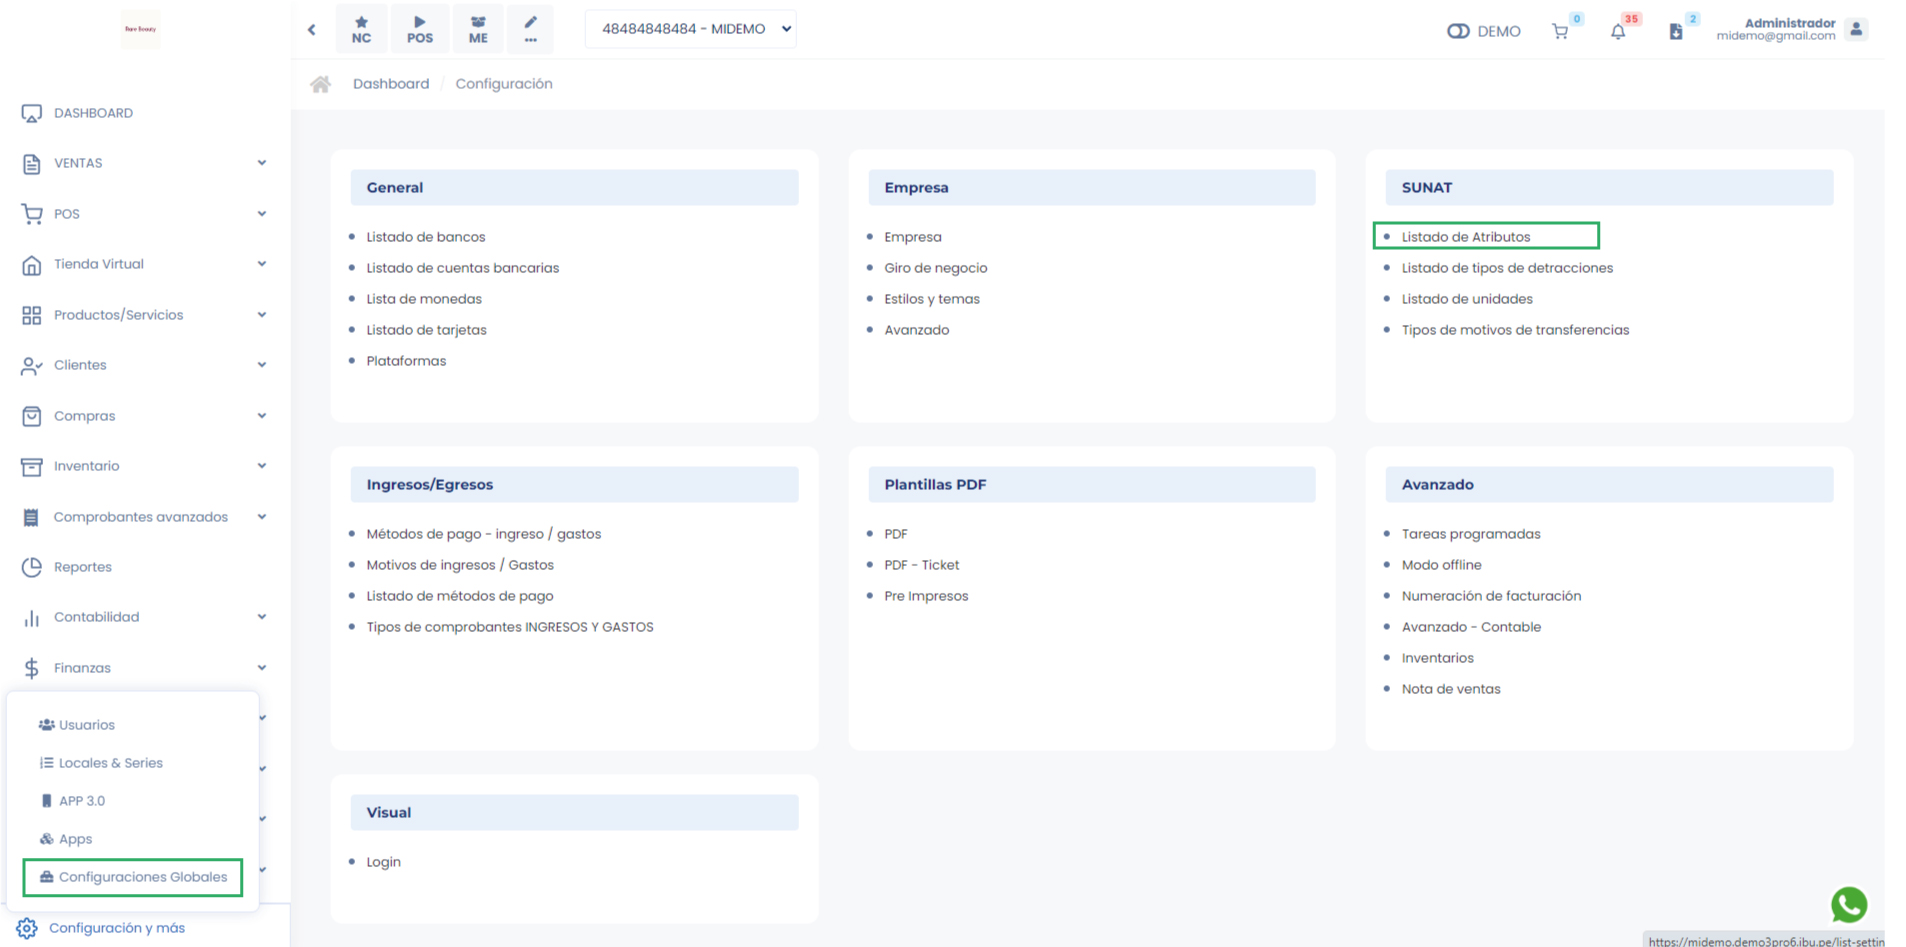 Rare Beauty
NC
POS
ME
...
48484848484 - MIDEMO
DEMO
0
35
2
Administrador
midemo@gmail.com
Dashboard / Configuración
DASHBOARD
VENTAS
POS
Tienda Virtual
Productos/Servicios
Clientes
Compras
Inventario
Comprobantes avanzados
Reportes
Contabilidad
Finanzas
Usuarios
Locales & Series
APP 3.0
Apps
Configuraciones Globales
Configuración y más
General
Listado de bancos
Listado de cuentas bancarias
Lista de monedas
Listado de tarjetas
Plataformas
Empresa
Empresa
Giro de negocio
Estilos y temas
Avanzado
SUNAT
Listado de Atributos
Listado de tipos de detracciones
Listado de unidades
Tipos de motivos de transferencias
Ingresos/Egresos
Métodos de pago - ingreso / gastos
Motivos de ingresos / Gastos
Listado de métodos de pago
Tipos de comprobantes INGRESOS Y GASTOS
Plantillas PDF
PDF
PDF - Ticket
Pre Impresos
Avanzado
Tareas programadas
Modo offline
Numeración de facturación
Avanzado - Contable
Inventarios
Nota de ventas
Visual
Login
https://midemo.demo3pro6.ibu.pe/list-settin